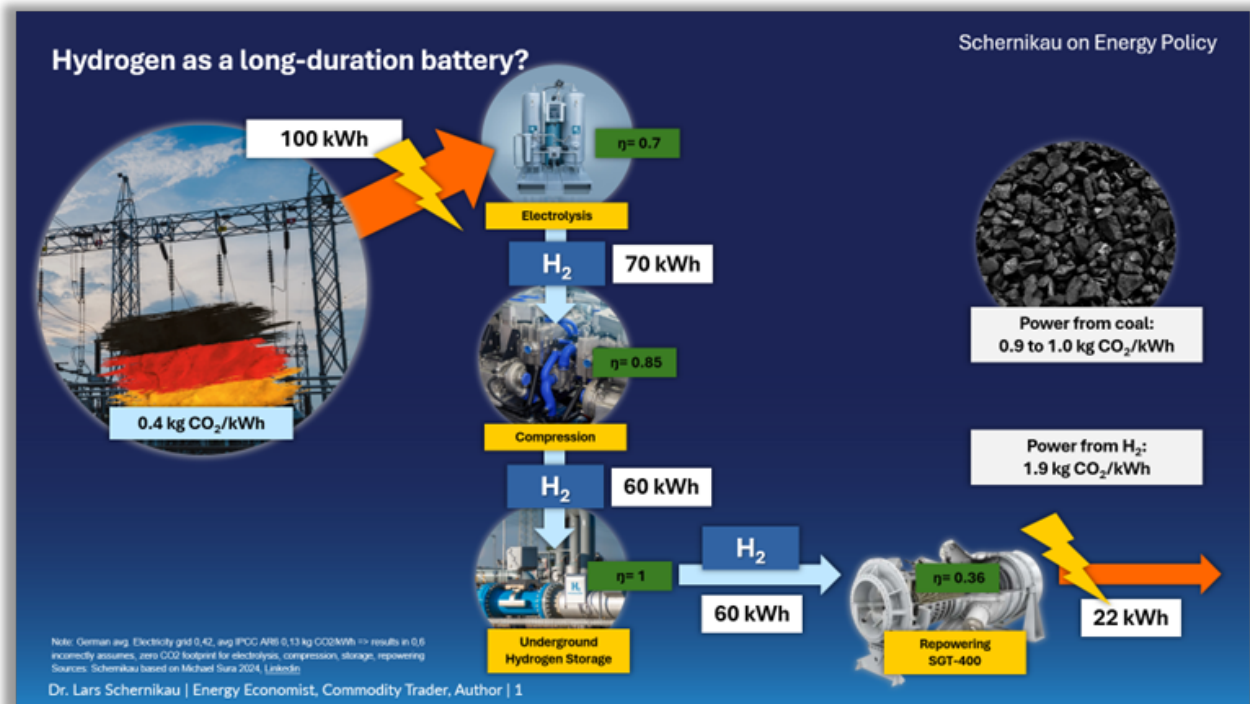 Hydrogen as a long-duration battery?
Schernikau on Energy Policy
100 kWh
η= 0.7
Electrolysis
H₂
70 kWh
η= 0.85
Compression
0.4 kg CO₂/kWh
Power from coal:
0.9 to 1.0 kg CO₂/kWh
Power from H₂:
1.9 kg CO₂/kWh
H₂
60 kWh
η= 1
Underground
Hydrogen Storage
H₂
60 kWh
η= 0.36
Repowering
SGT-400
22 kWh
Note: German avg. Electricity grid 0,42, avg IPCC AR6 0,13 kg CO2/kWh => results in 0,6
incorrectly assumes, zero CO2 footprint for electrolysis, compression, storage, repowering
Sources: Schernikau based on Michael Sura 2024, Linkedin
Dr. Lars Schernikau | Energy Economist, Commodity Trader, Author | 1